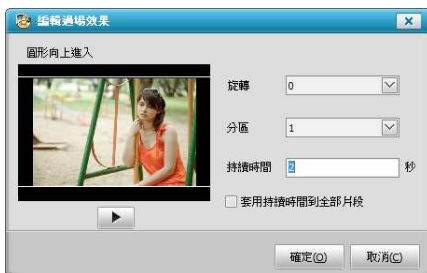 編輯過場效果
圓形向上進入
旋轉 0
分區 1
持續時間 2 秒
套用持續時間到全部片段
確定(O) 取消(C)